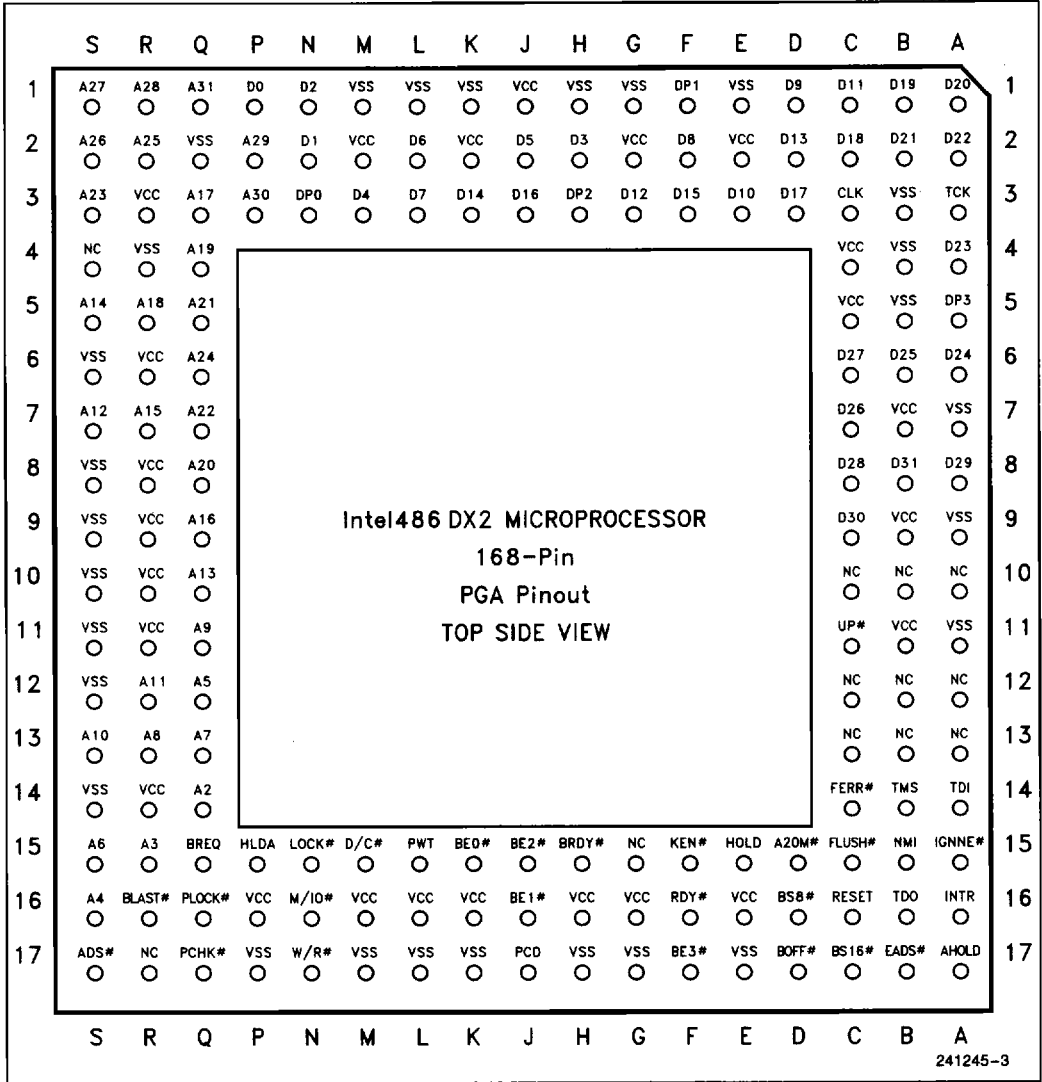 S R Q P N M L K J H G F E D C B A
1 A27 A28 A31 D0 D2 VSS VSS VSS VCC VSS VSS DP1 VSS D9 D11 D19 D20 1
2 A26 A25 VSS A29 D1 VCC D6 VCC D5 D3 VCC D8 VCC D13 D18 D21 D22 2
3 A23 VCC A17 A30 DP0 D4 D7 D14 D16 DP2 D12 D15 D10 D17 CLK VSS TCK 3
4 NC VSS A19 VCC VSS D23 4
5 A14 A18 A21 VCC VSS DP3 5
6 VSS VCC A24 D27 D25 D24 6
7 A12 A15 A22 D26 VCC VSS 7
8 VSS VCC A20 D28 D31 D29 8
9 VSS VCC A16 Intel486 DX2 MICROPROCESSOR D30 VCC VSS 9
168-Pin
10 VSS VCC A13 PGA Pinout NC NC NC 10
11 VSS VCC A9 TOP SIDE VIEW UP# VCC VSS 11
12 VSS A11 A5 NC NC NC 12
13 A10 A8 A7 NC NC NC 13
14 VSS VCC A2 FERR# TMS TDI 14
15 A6 A3 BREQ HLDA LOCK# D/C# PWT BE0# BE2# BRDY# NC KEN# HOLD A20M# FLUSH# NMI IGNNE# 15
16 A4 BLAST# PLOCK# VCC M/IO# VCC VCC VCC BE1# VCC VCC RDY# VCC BS8# RESET TDO INTR 16
17 ADS# NC PCHK# VSS W/R# VSS VSS VSS PCD VSS VSS BE3# VSS BOFF# BS16# EADS# AHOLD 17
S R Q P N M L K J H G F E D C B A
241245-3